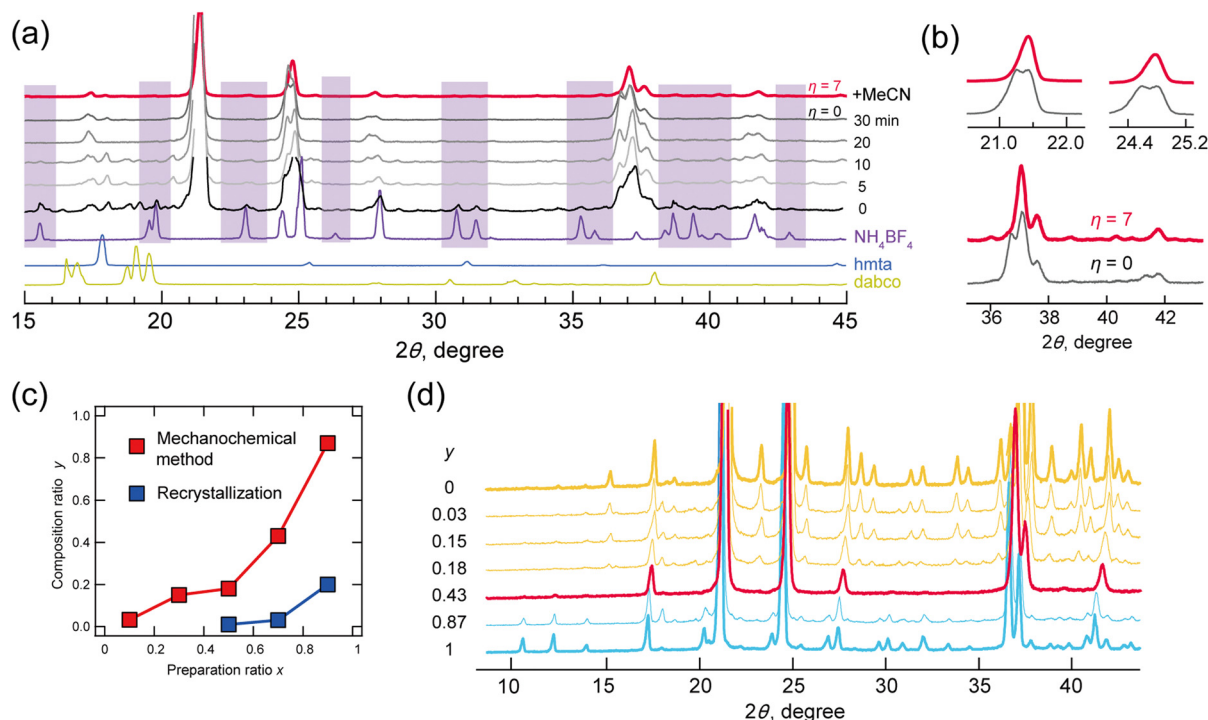 (a)
η = 7
+MeCN
η = 0
30 min
20
10
5
0
NH₄BF₄
hmta
dabco
15 20 25 30 35 40 45
2θ, degree
(b)
21.0 22.0 24.4 25.2
η = 7
η = 0
36 38 40 42
2θ, degree
(c)
Composition ratio y
1.0
0.8
0.6
0.4
0.2
0.0
Mechanochemical
method
Recrystallization
0 0.2 0.4 0.6 0.8 1
Preparation ratio x
(d)
y
0
0.03
0.15
0.18
0.43
0.87
1
10 15 20 25 30 35 40
2θ, degree